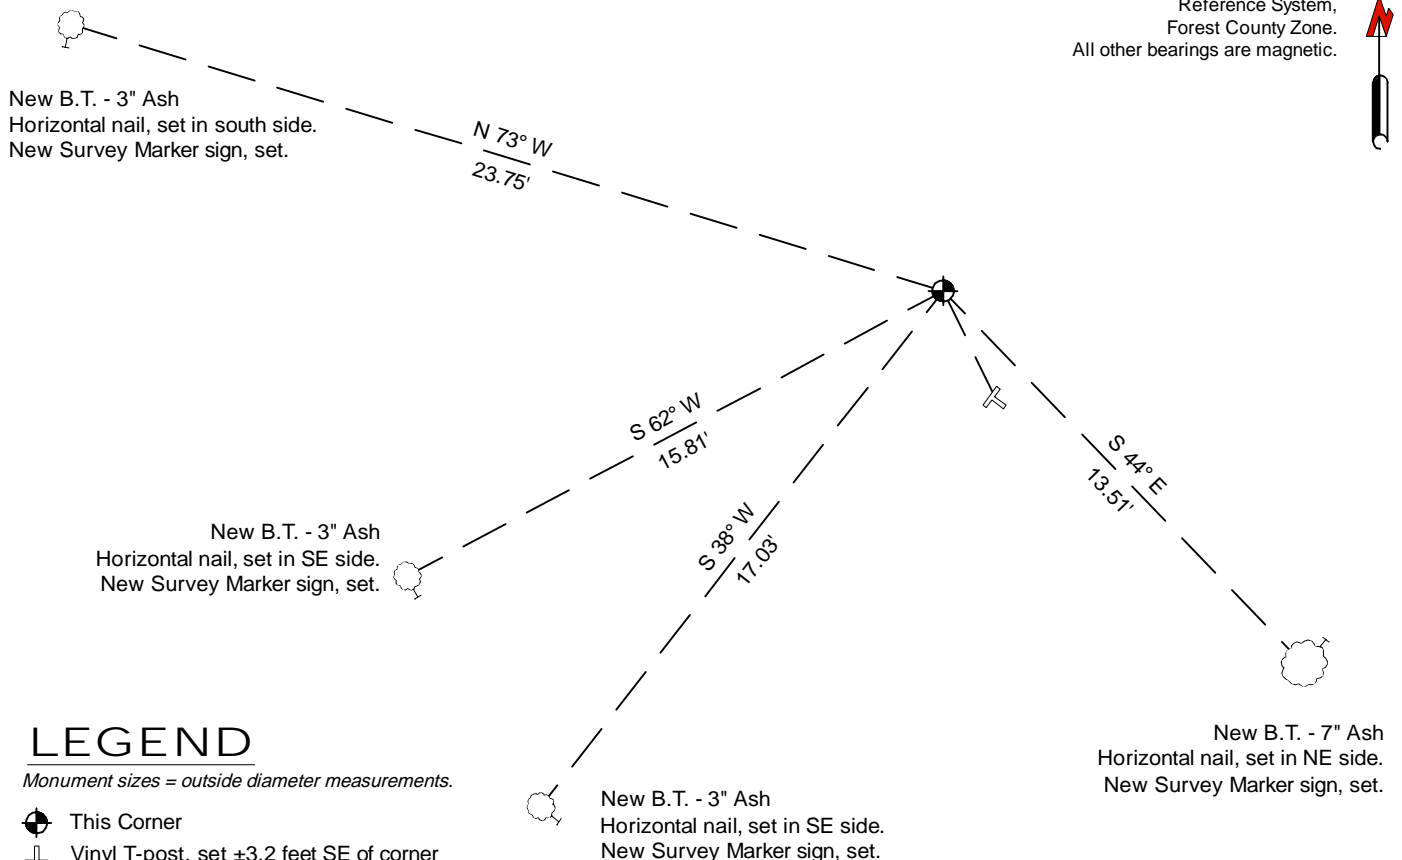 Reference System,
Forest County Zone.
All other bearings are magnetic.
New B.T. - 3" Ash
Horizontal nail, set in south side.
New Survey Marker sign, set.
N 73° W
23.75'
S 62° W
15.81'
S 38° W
17.03'
S 44° E
13.51'
New B.T. - 3" Ash
Horizontal nail, set in SE side.
New Survey Marker sign, set.
New B.T. - 7" Ash
Horizontal nail, set in NE side.
New Survey Marker sign, set.
LEGEND
Monument sizes = outside diameter measurements.
This Corner
Vinyl T-post, set ±3.2 feet SE of corner
New B.T. - 3" Ash
Horizontal nail, set in SE side.
New Survey Marker sign, set.